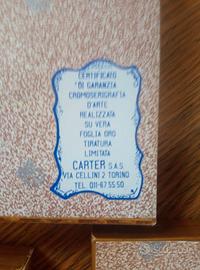 CERTIFICATO
DI GARANZIA
CROMOSERIGRAFIA
D'ARTE
REALIZZATA
SU VERA
FOGLIA ORO
TIRATURA
LIMITATA
CARTER S.A.S.
VIA CELLINI 2 TORINO
TEL. 011-67 55 50